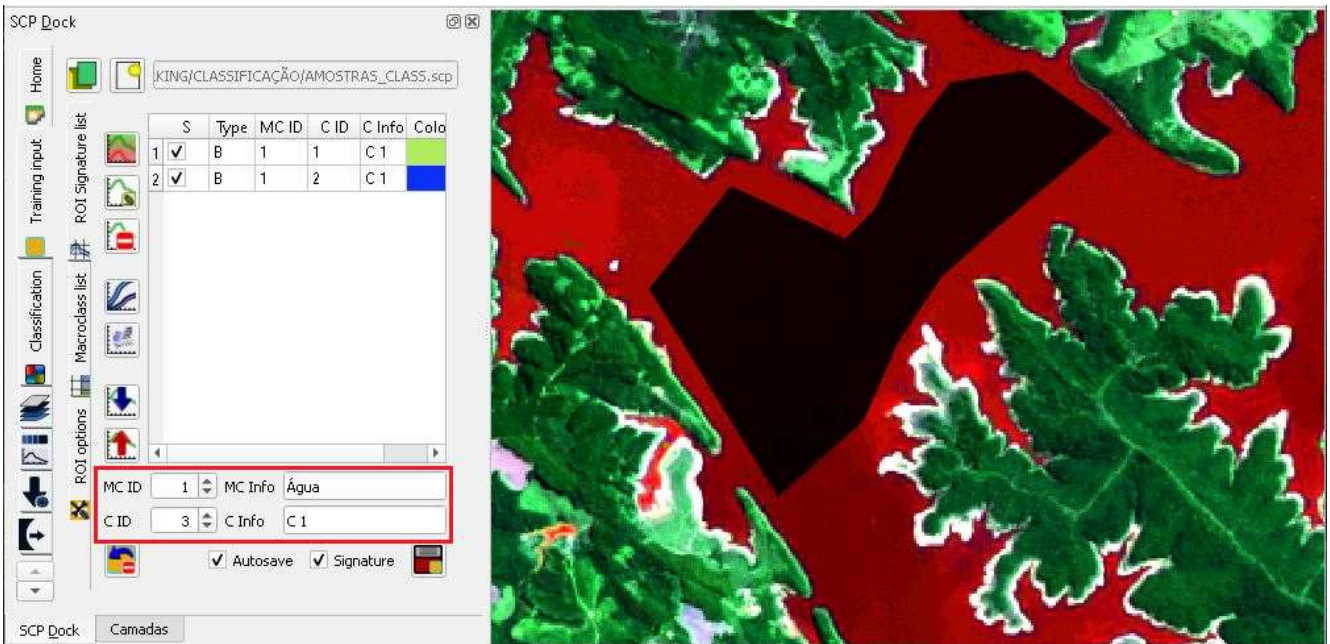 SCP Dock
Home
Training input
Classification
ROI Signature list
Macroclass list
ROI options
KING/CLASSIFICAÇÃO/AMOSTRAS_CLASS.scp
S Type MC ID C ID C Info Colo
1 B 1 1 C 1
2 B 1 2 C 1
MC ID 1 MC Info Água
C ID 3 C Info C 1
Autosave Signature
SCP Dock Camadas